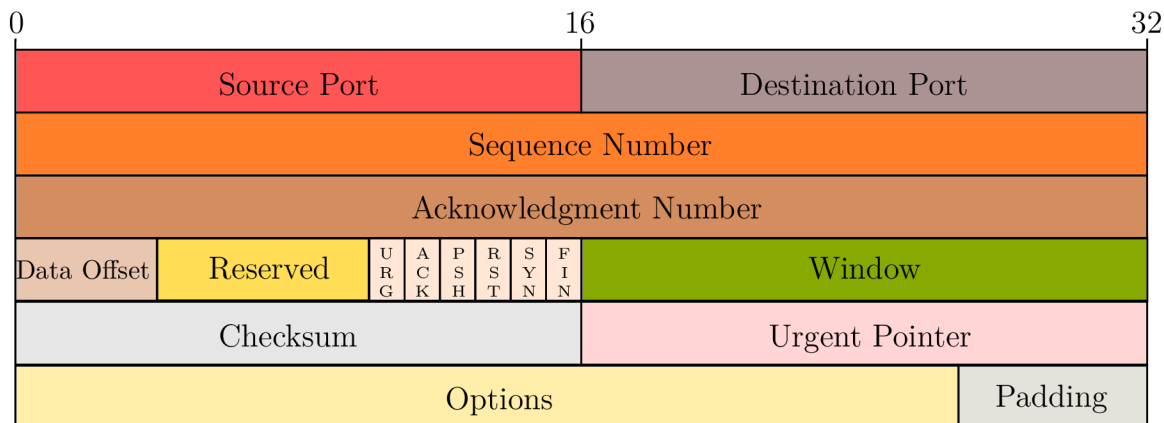 0 16 32
Source Port Destination Port
Sequence Number
Acknowledgment Number
Data Offset Reserved URG ACK PSH RST SYN FIN Window
Checksum Urgent Pointer
Options Padding